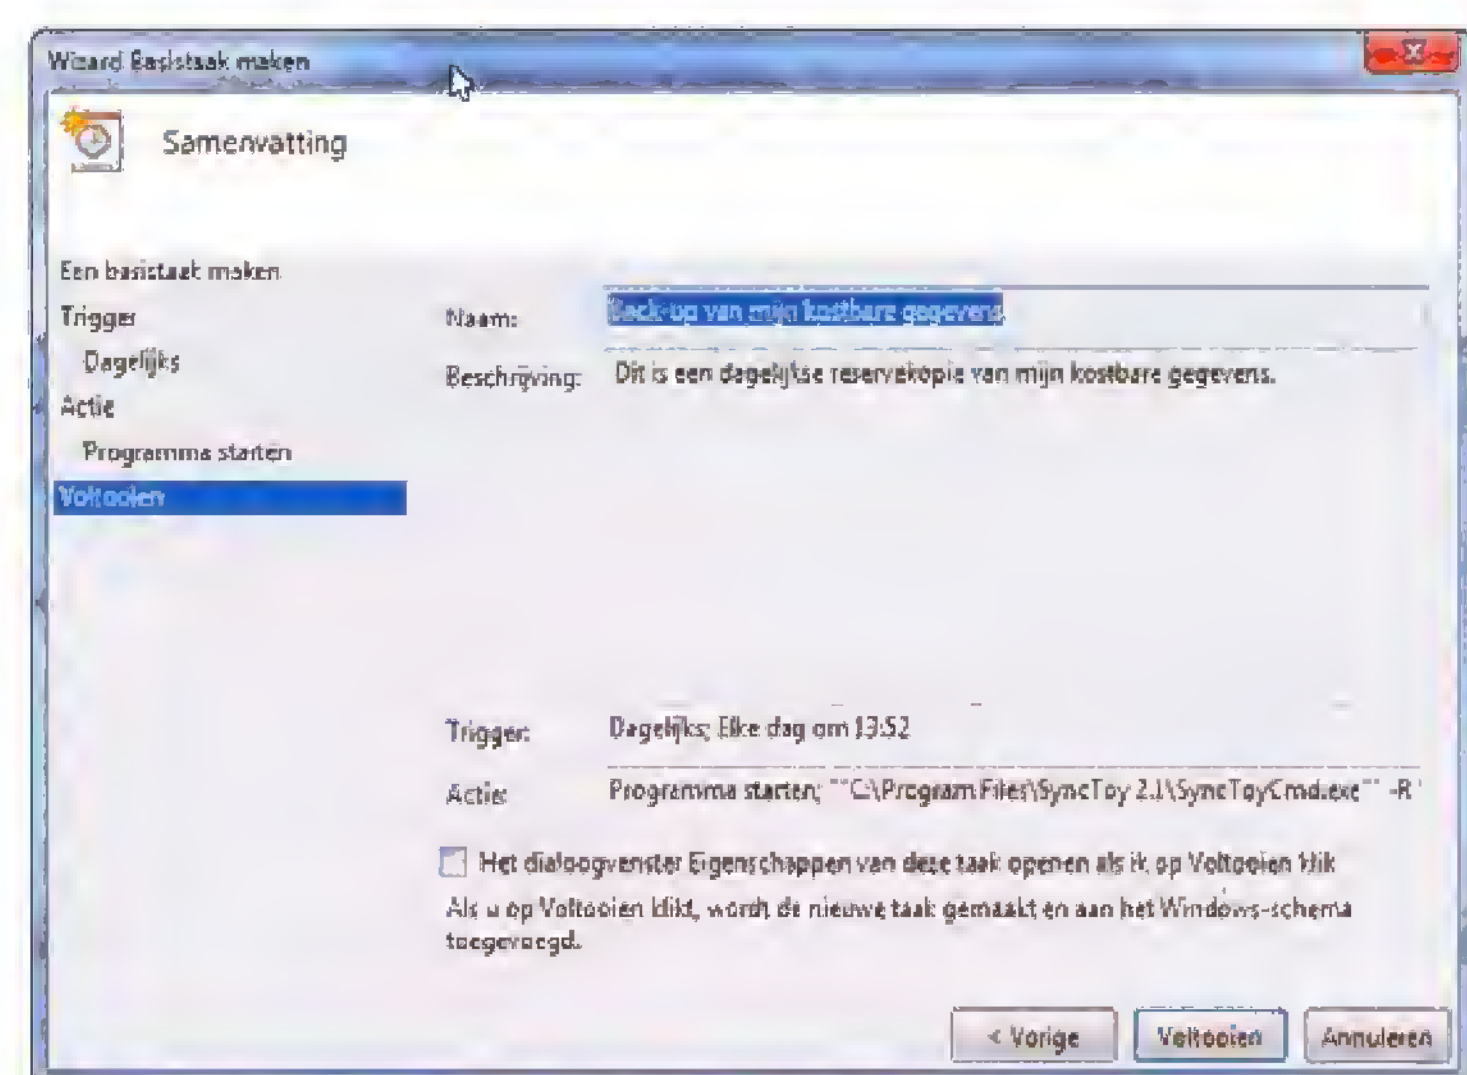 Wizard Basistaak maken
Samenvatting
Een basistaak maken
Trigger
Dagelijks
Actie
Programma starten
Voltooien
Naam: Back-up van mijn kostbare gegevens.
Beschrijving: Dit is een dagelijkse reservekopie van mijn kostbare gegevens.
Trigger: Dagelijks; Elke dag om 13:52
Actie: Programma starten; ""C:\Program Files\SyncToy 2.1\SyncToyCmd.exe"" -R "
Het dialoogvenster Eigenschappen van deze taak openen als ik op Voltooien klik
Als u op Voltooien klikt, wordt de nieuwe taak gemaakt en aan het Windows-schema
toegevoegd.
< Vorige Voltooien Annuleren